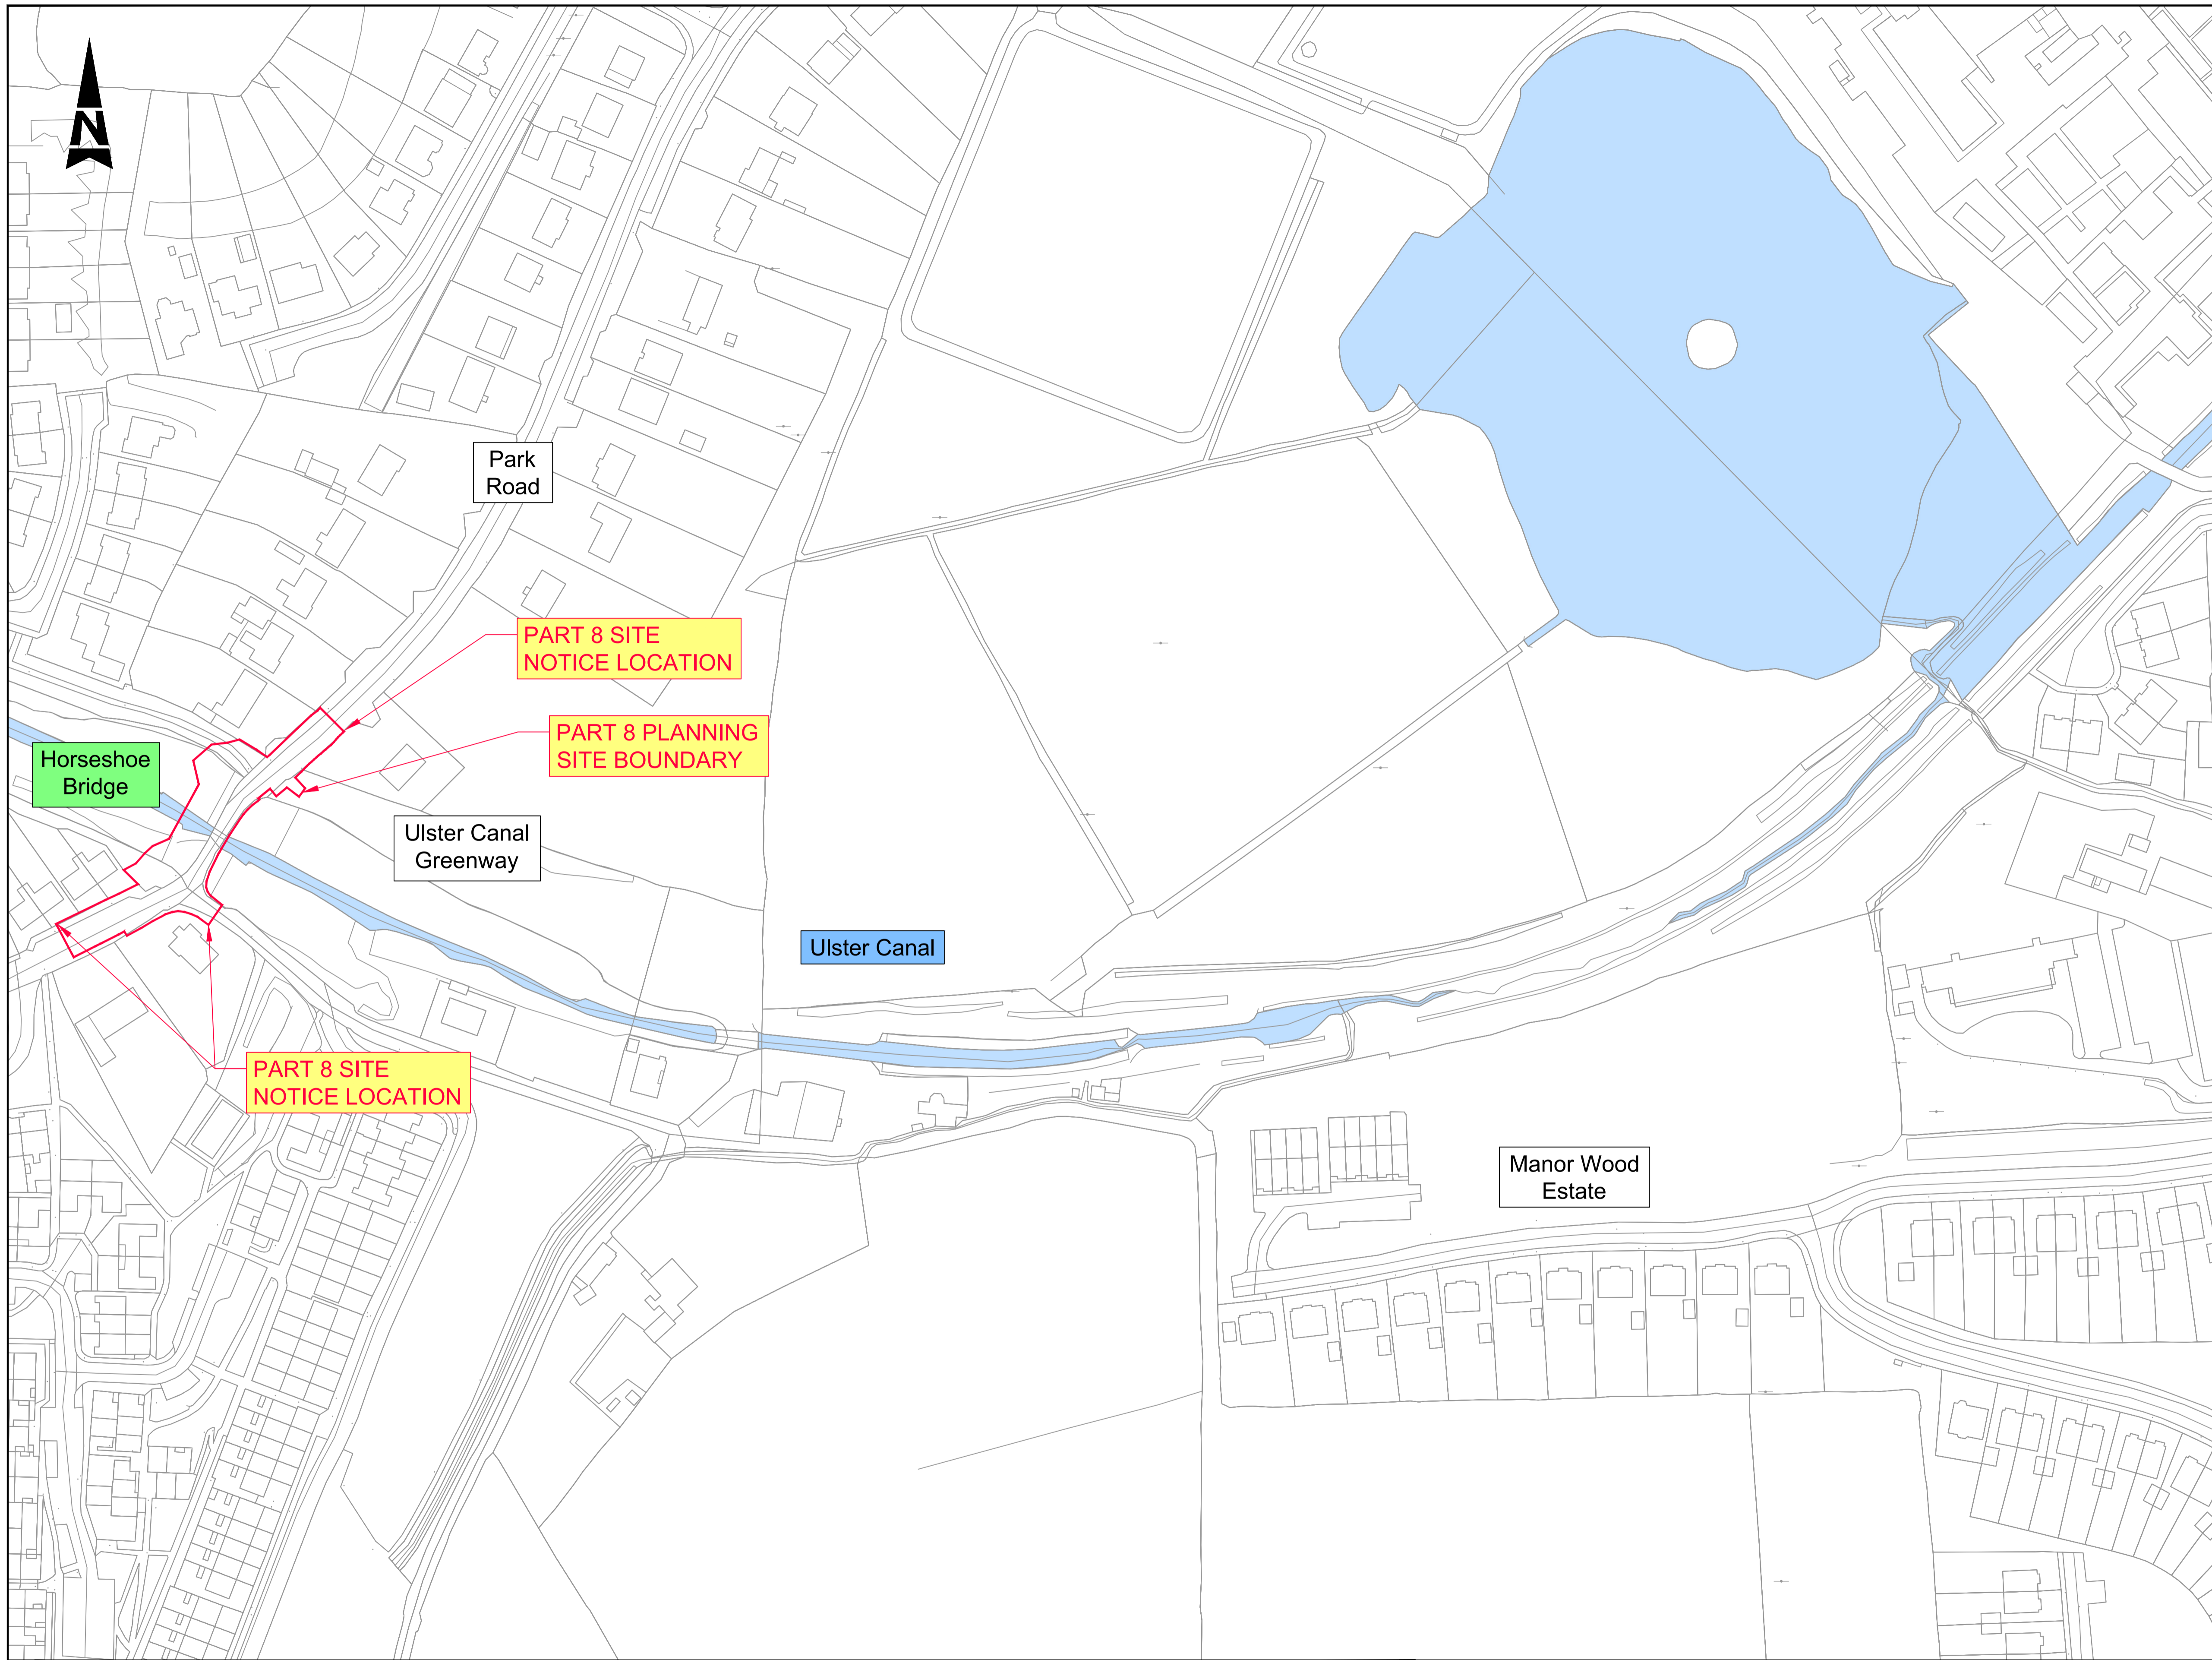 N
Park
Road
PART 8 SITE
NOTICE LOCATION
PART 8 PLANNING
SITE BOUNDARY
Horseshoe
Bridge
Ulster Canal
Greenway
Ulster Canal
PART 8 SITE
NOTICE LOCATION
Manor Wood
Estate